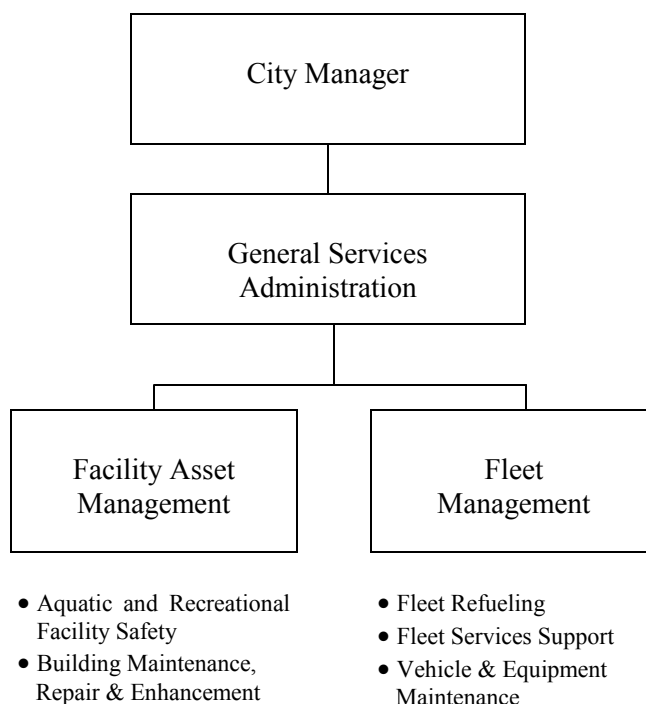 City Manager
General Services
Administration
Facility Asset
Management
Fleet
Management
• Aquatic and Recreational
Facility Safety
• Building Maintenance,
Repair & Enhancement
• Fleet Refueling
• Fleet Services Support
• Vehicle & Equipment
Maintenance